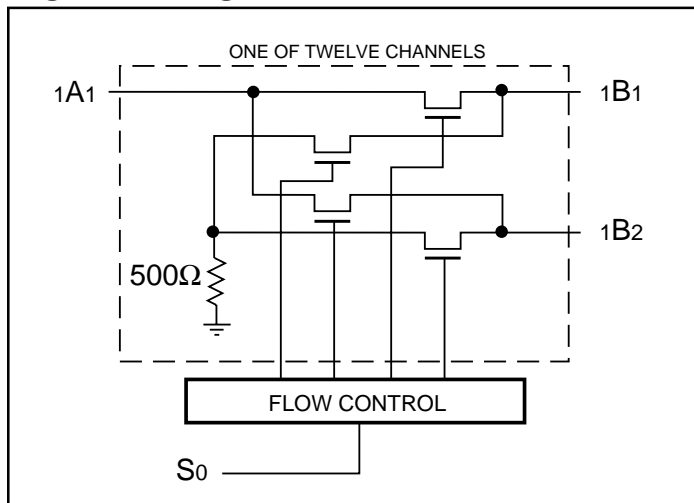 ONE OF TWELVE CHANNELS
1A1
1B1
1B2
500Ω
FLOW CONTROL
S0